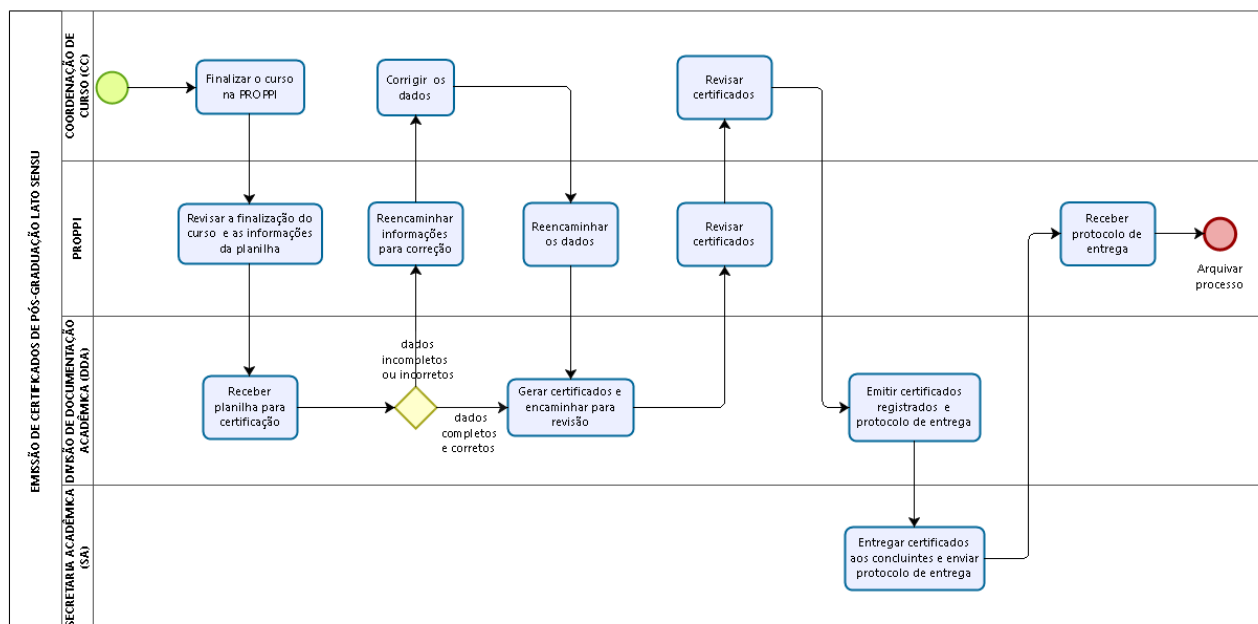 EMISSÃO DE CERTIFICADOS DE PÓS-GRADUAÇÃO LATO SENSU
COORDENAÇÃO DE
CURSO (CC)
Finalizar o curso
na PROPPI
Corrigir os
dados
Revisar
certificados
PROPPI
Revisar a finalização do
curso e as informações
da planilha
Reencaminhar
informações
para correção
Reencaminhar
os dados
Revisar
certificados
Receber
protocolo de
entrega
Arquivar
processo
DIVISÃO DE DOCUMENTAÇÃO
ACADÊMICA (DDA)
Receber
planilha para
certificação
dados
incompletos
ou incorretos
dados
completos
e corretos
Gerar certificados e
encaminhar para
revisão
Emitir certificados
registrados e
protocolo de entrega
SECRETARIA ACADÊMICA
(SA)
Entregar certificados
aos concluintes e enviar
protocolo de entrega